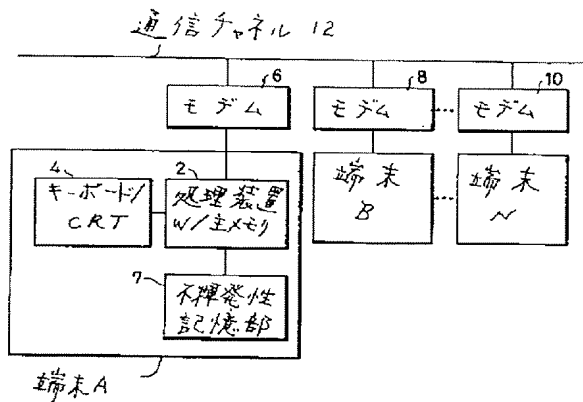 通信チャネル 12
6
モデム
8
モデム
10
モデム
4
キーボード/
CRT
2
処理装置
W/主メモリ
端末
B
端末
N
7
不揮発性
記憶部
端末A